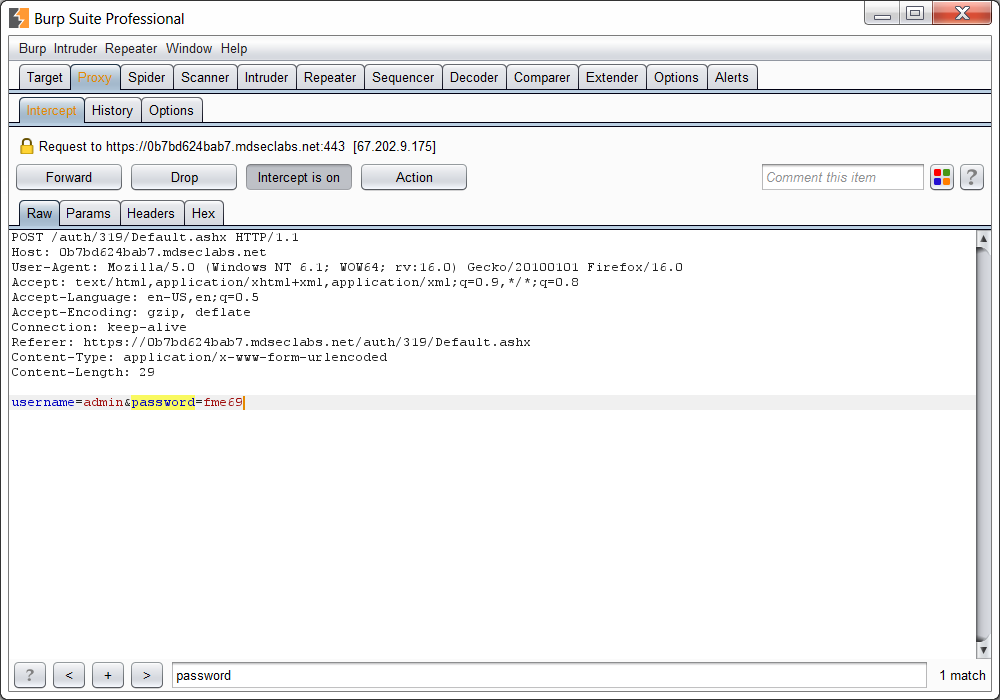 Burp Suite Professional
Burp Intruder Repeater Window Help
Target Proxy Spider Scanner Intruder Repeater Sequencer Decoder Comparer Extender Options Alerts
Intercept History Options
Request to https://0b7bd624bab7.mdseclabs.net:443 [67.202.9.175]
Forward Drop Intercept is on Action Comment this item ?
Raw Params Headers Hex
POST /auth/319/Default.ashx HTTP/1.1
Host: 0b7bd624bab7.mdseclabs.net
User-Agent: Mozilla/5.0 (Windows NT 6.1; WOW64; rv:16.0) Gecko/20100101 Firefox/16.0
Accept: text/html,application/xhtml+xml,application/xml;q=0.9,*/*;q=0.8
Accept-Language: en-US,en;q=0.5
Accept-Encoding: gzip, deflate
Connection: keep-alive
Referer: https://0b7bd624bab7.mdseclabs.net/auth/319/Default.ashx
Content-Type: application/x-www-form-urlencoded
Content-Length: 29
username=admin&password=fme69
? < + > password 1 match